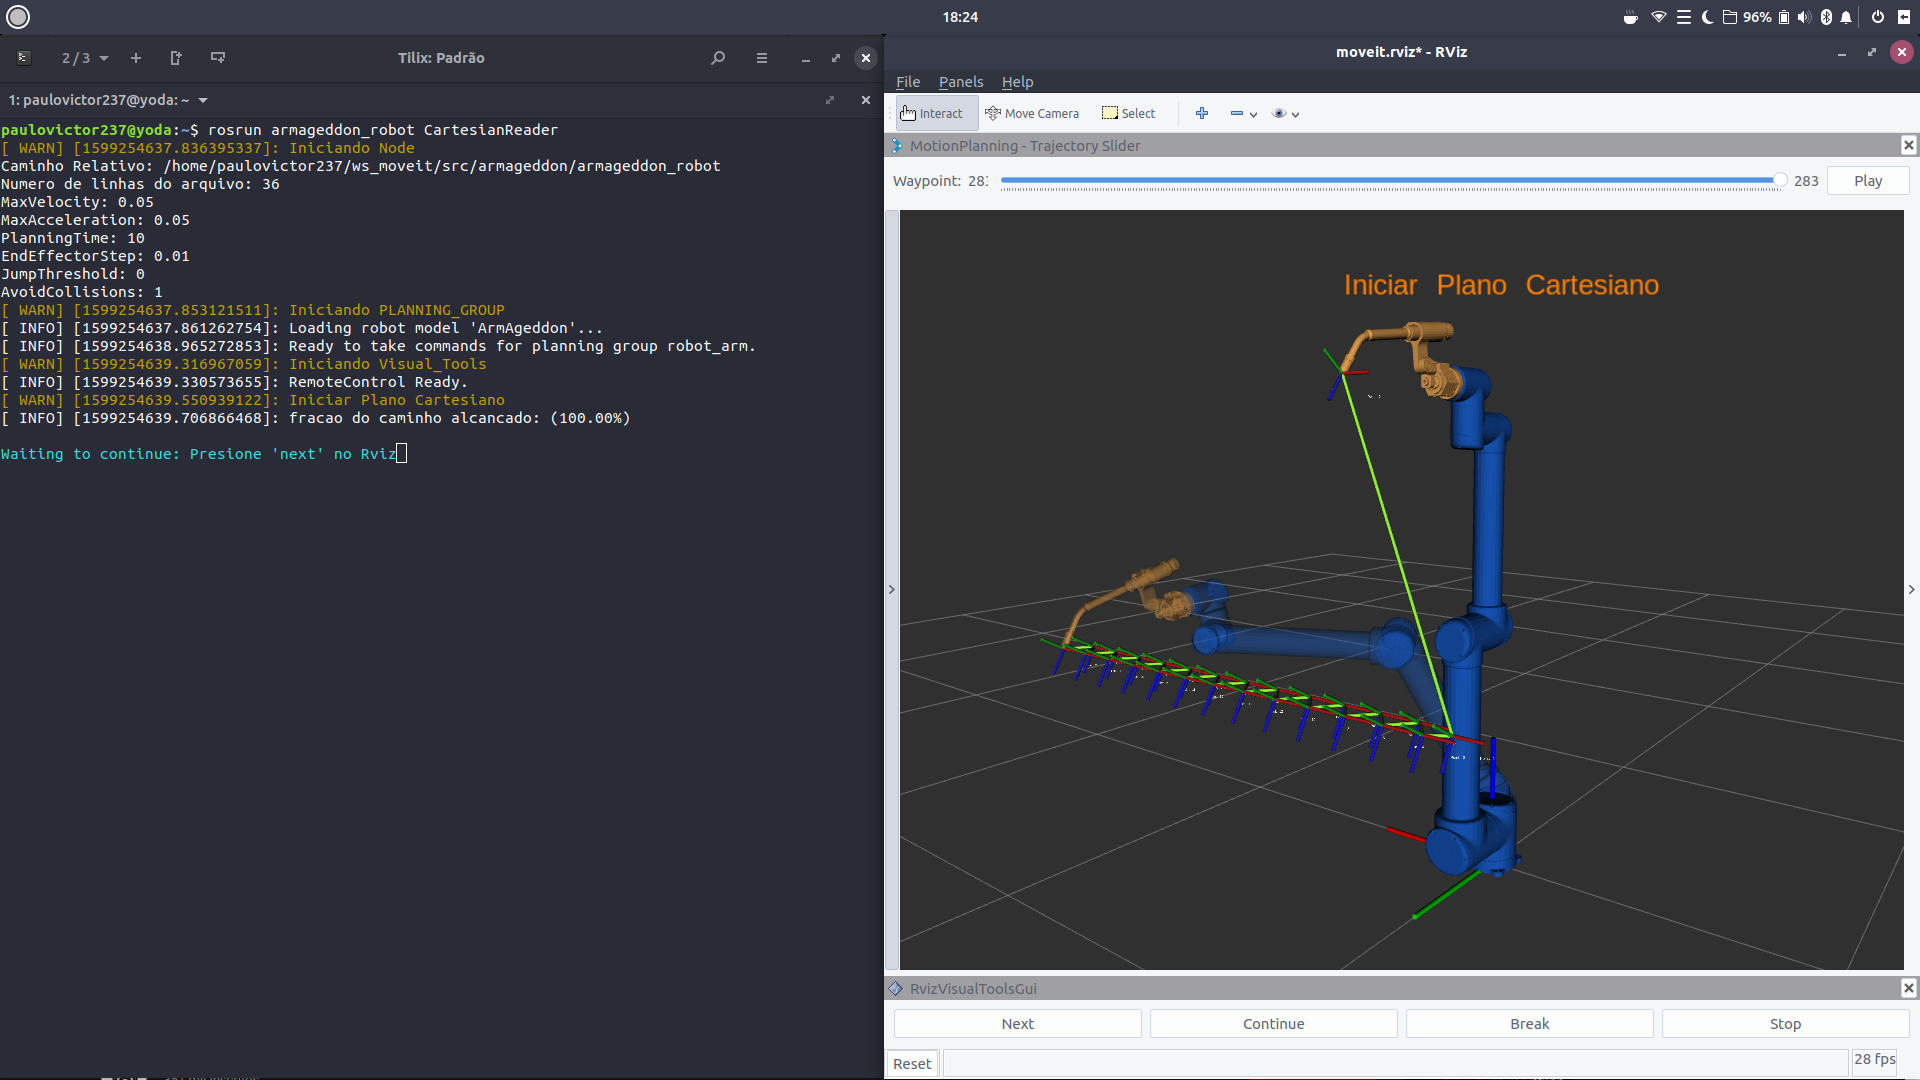 18:24
96%
2 / 3
Tilix: Padrão
1: paulovictor237@yoda: ~
paulovictor237@yoda:~$ rosrun armageddon_robot CartesianReader
[ WARN] [1599254637.836395337]: Iniciando Node
Caminho Relativo: /home/paulovictor237/ws_moveit/src/armageddon/armageddon_robot
Numero de linhas do arquivo: 36
MaxVelocity: 0.05
MaxAcceleration: 0.05
PlanningTime: 10
EndEffectorStep: 0.01
JumpThreshold: 0
AvoidCollisions: 1
[ WARN] [1599254637.853121511]: Iniciando PLANNING_GROUP
[ INFO] [1599254637.861262754]: Loading robot model 'ArmAgeddon'...
[ INFO] [1599254638.965272853]: Ready to take commands for planning group robot_arm.
[ WARN] [1599254639.316967059]: Iniciando Visual_Tools
[ INFO] [1599254639.330573655]: RemoteControl Ready.
[ WARN] [1599254639.550939122]: Iniciar Plano Cartesiano
[ INFO] [1599254639.706866468]: fracao do caminho alcancado: (100.00%)
Waiting to continue: Presione 'next' no Rviz
moveit.rviz* - RViz
File Panels Help
Interact Move Camera Select
MotionPlanning - Trajectory Slider
Waypoint: 283 283 Play
Iniciar Plano Cartesiano
RvizVisualToolsGui
Next Continue Break Stop
Reset 28 fps